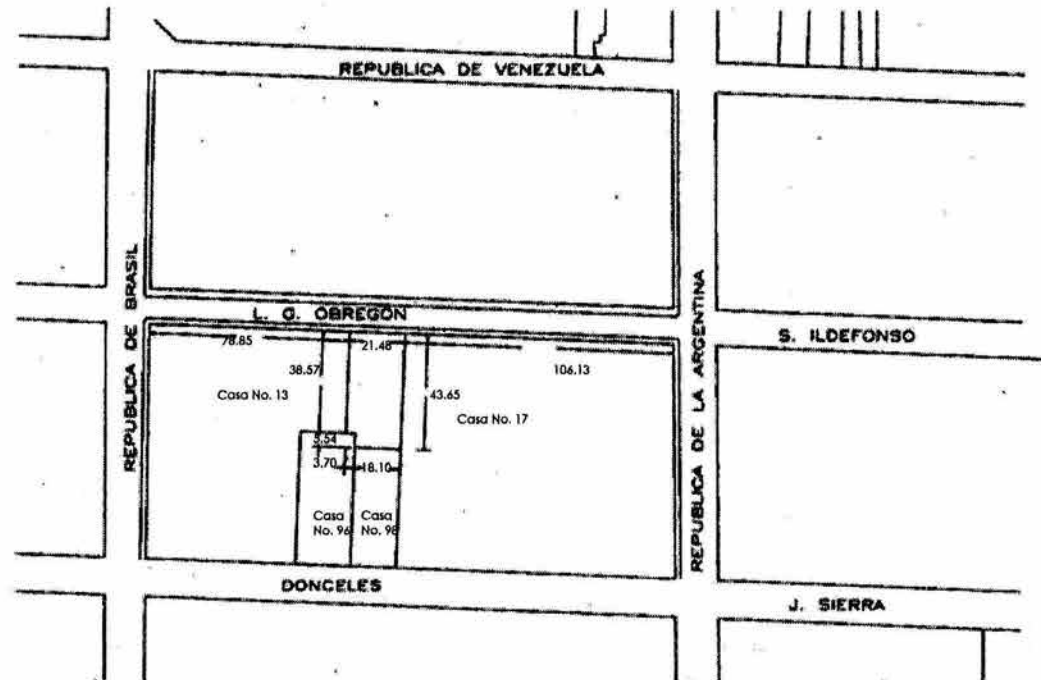 REPUBLICA DE VENEZUELA
REPUBLICA DE BRASIL
L. G. OBREGON
REPUBLICA DE LA ARGENTINA
S. ILDEFONSO
78.85
21.48
106.13
38.57
43.65
Casa No. 13
Casa No. 17
5.54
3.70
18.10
Casa
No. 96
Casa
No. 98
DONCELES
J. SIERRA